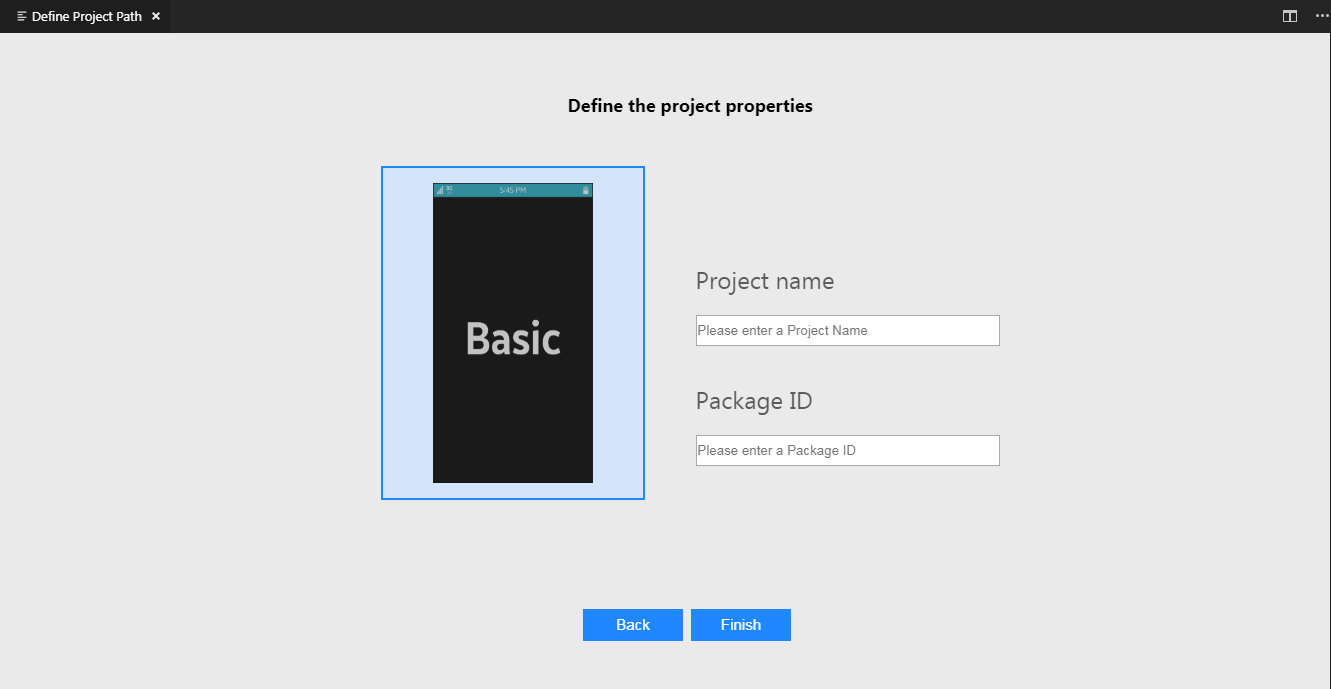 Define Project Path
Define the project properties
3G
5:45 PM
Basic
Project name
Please enter a Project Name
Package ID
Please enter a Package ID
Back
Finish